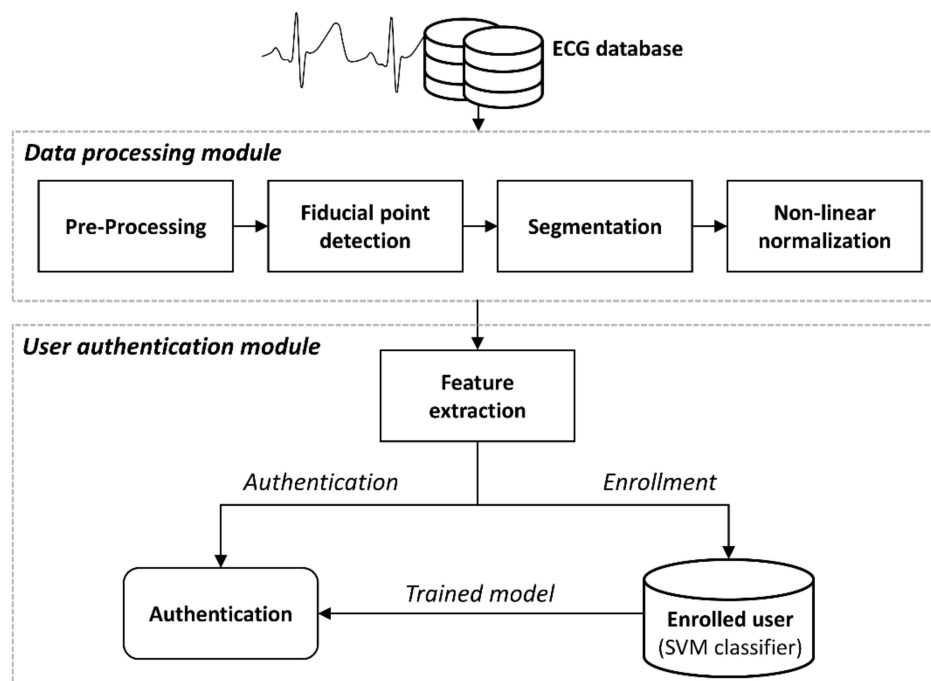 ECG database
Data processing module
Pre-Processing
Fiducial point
detection
Segmentation
Non-linear
normalization
User authentication module
Feature
extraction
Authentication
Enrollment
Authentication
Trained model
Enrolled user
(SVM classifier)